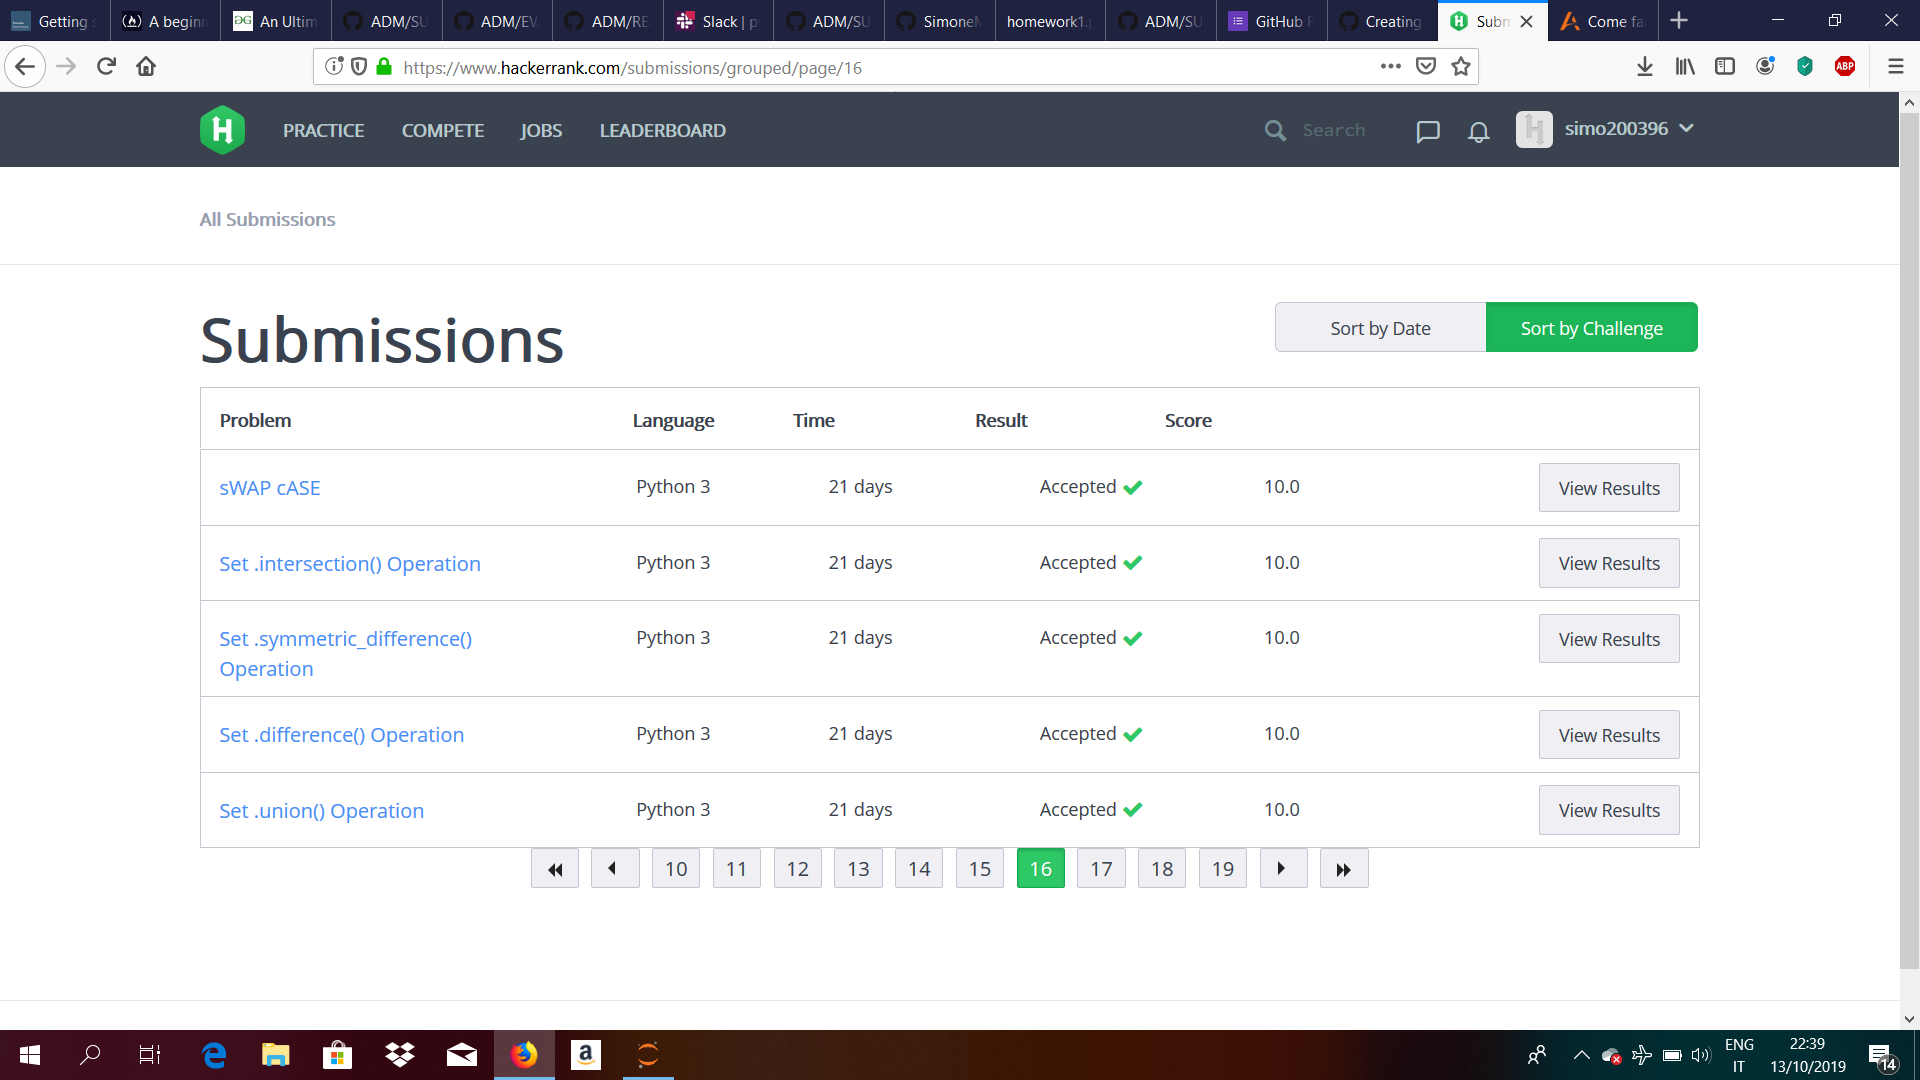 Getting
A beginn
An Ultim
ADM/SU
ADM/EV
ADM/RE
Slack | p
ADM/SU
SimoneM
homework1.
ADM/SU
GitHub F
Creating
Subm
Come fa
https://www.hackerrank.com/submissions/grouped/page/16
ABP
PRACTICE COMPETE JOBS LEADERBOARD
Search
simo200396
All Submissions
Submissions
Sort by Date Sort by Challenge
Problem Language Time Result Score
sWAP cASE Python 3 21 days Accepted 10.0 View Results
Set .intersection() Operation Python 3 21 days Accepted 10.0 View Results
Set .symmetric_difference() Python 3 21 days Accepted 10.0 View Results
Operation
Set .difference() Operation Python 3 21 days Accepted 10.0 View Results
Set .union() Operation Python 3 21 days Accepted 10.0 View Results
10 11 12 13 14 15 16 17 18 19
ENG
IT
22:39
13/10/2019
14